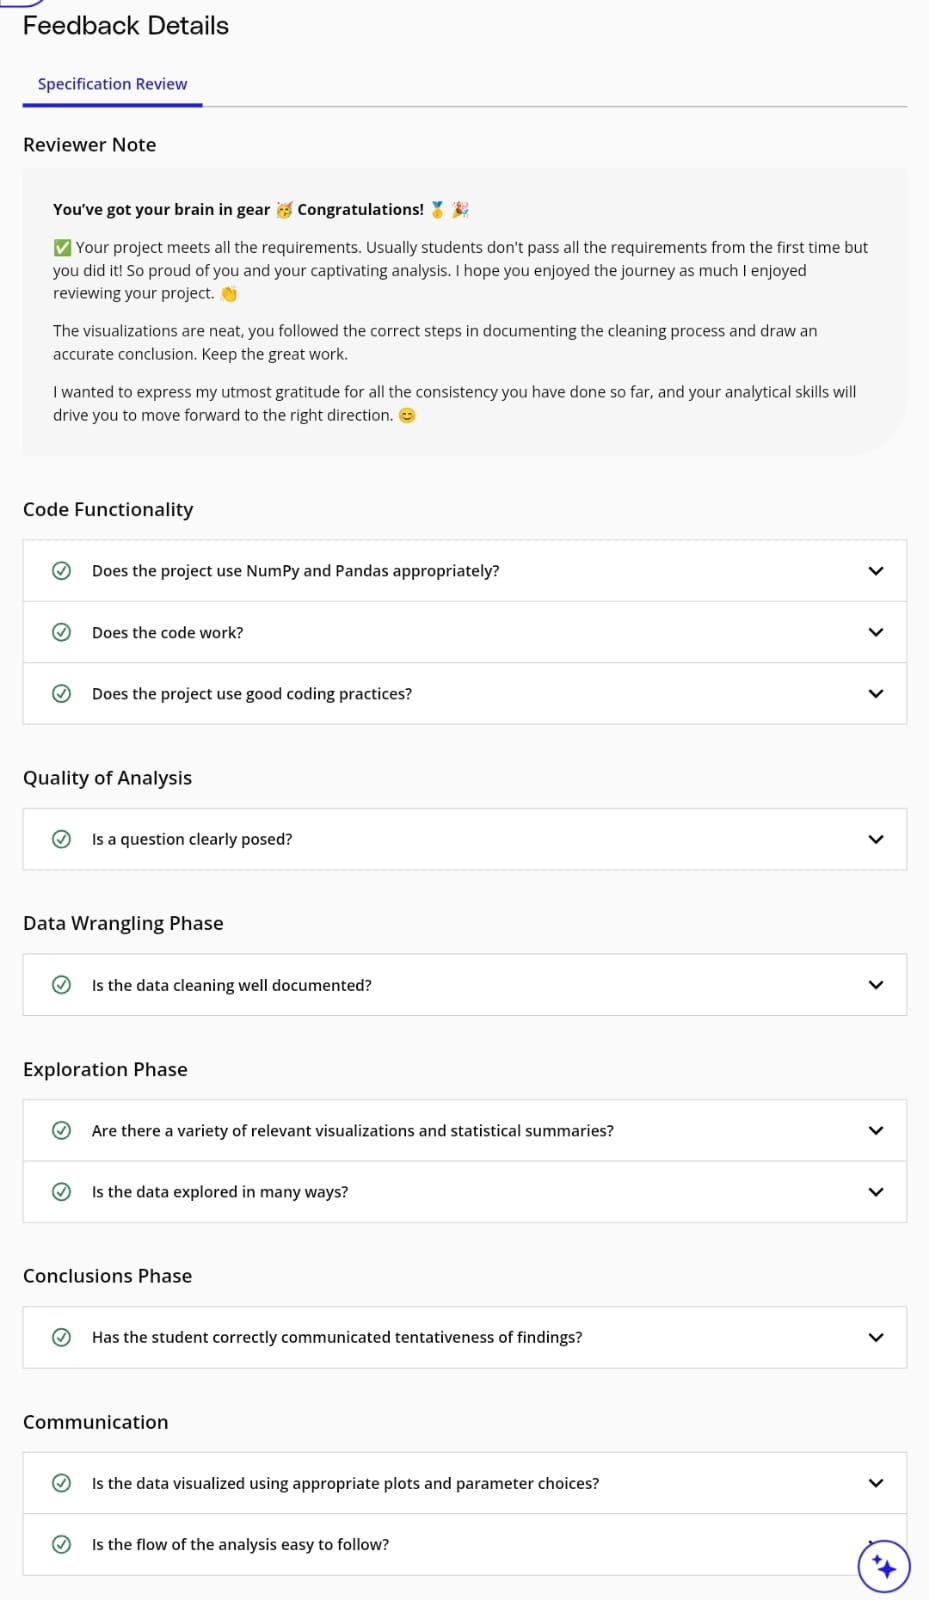 Feedback Details
Specification Review
Reviewer Note
You've got your brain in gear 🥳 Congratulations! 🥇 🎉
✅ Your project meets all the requirements. Usually students don't pass all the requirements from the first time but
you did it! So proud of you and your captivating analysis. I hope you enjoyed the journey as much I enjoyed
reviewing your project. 👏
The visualizations are neat, you followed the correct steps in documenting the cleaning process and draw an
accurate conclusion. Keep the great work.
I wanted to express my utmost gratitude for all the consistency you have done so far, and your analytical skills will
drive you to move forward to the right direction. 😊
Code Functionality
Does the project use NumPy and Pandas appropriately?
Does the code work?
Does the project use good coding practices?
Quality of Analysis
Is a question clearly posed?
Data Wrangling Phase
Is the data cleaning well documented?
Exploration Phase
Are there a variety of relevant visualizations and statistical summaries?
Is the data explored in many ways?
Conclusions Phase
Has the student correctly communicated tentativeness of findings?
Communication
Is the data visualized using appropriate plots and parameter choices?
Is the flow of the analysis easy to follow?